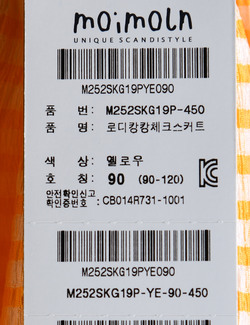 moimoln
UNIQUE SCANDISTYLE
M252SKG19PYE090
품 번: M252SKG19P-450
품 명: 로디캉캉체크스커트
색 상: 옐로우
호 칭: 90 (90-120)
안전확인신고
확인증번호 : CB014R731-1001
M252SKG19PYE090
M252SKG19P-YE-90-450